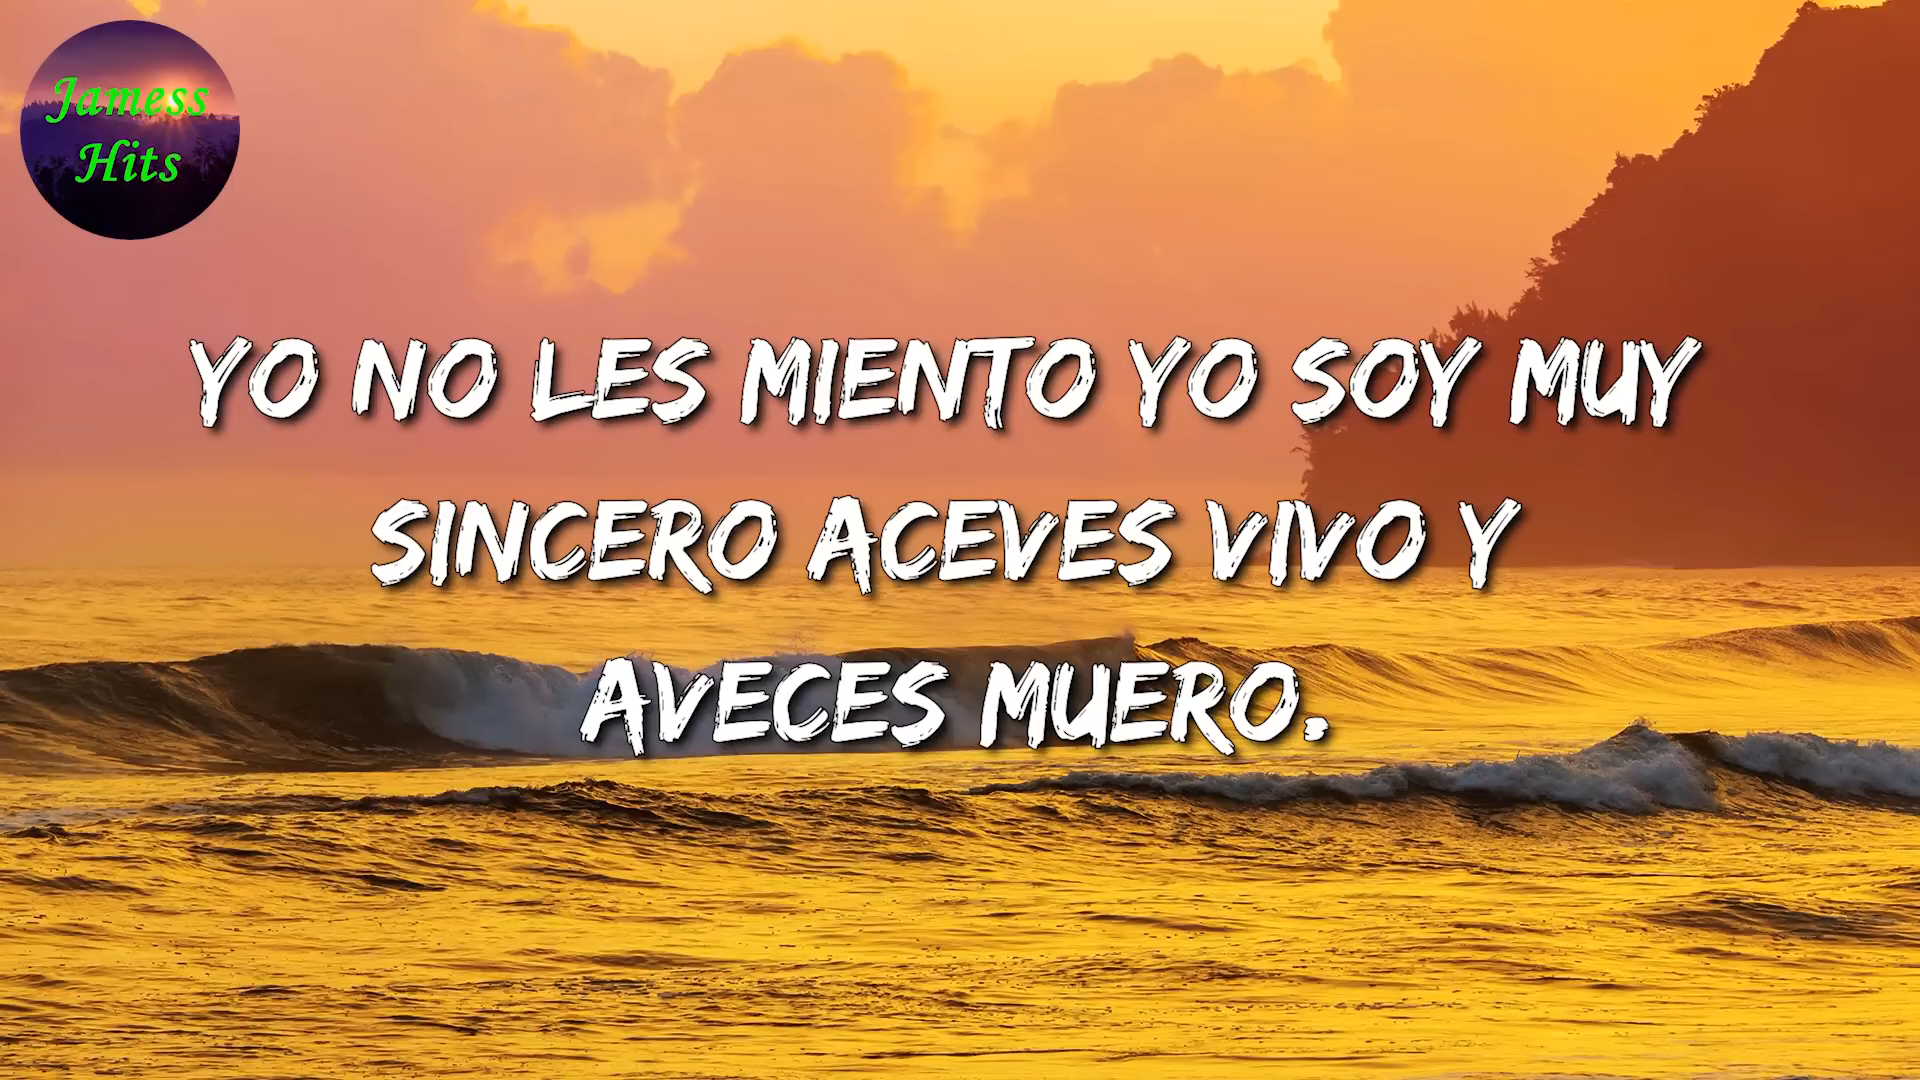 Jamess
Hits
YO NO LES MIENTO YO SOY MUY
SINCERO ACEVES VIVO Y
AVECES MUERO.